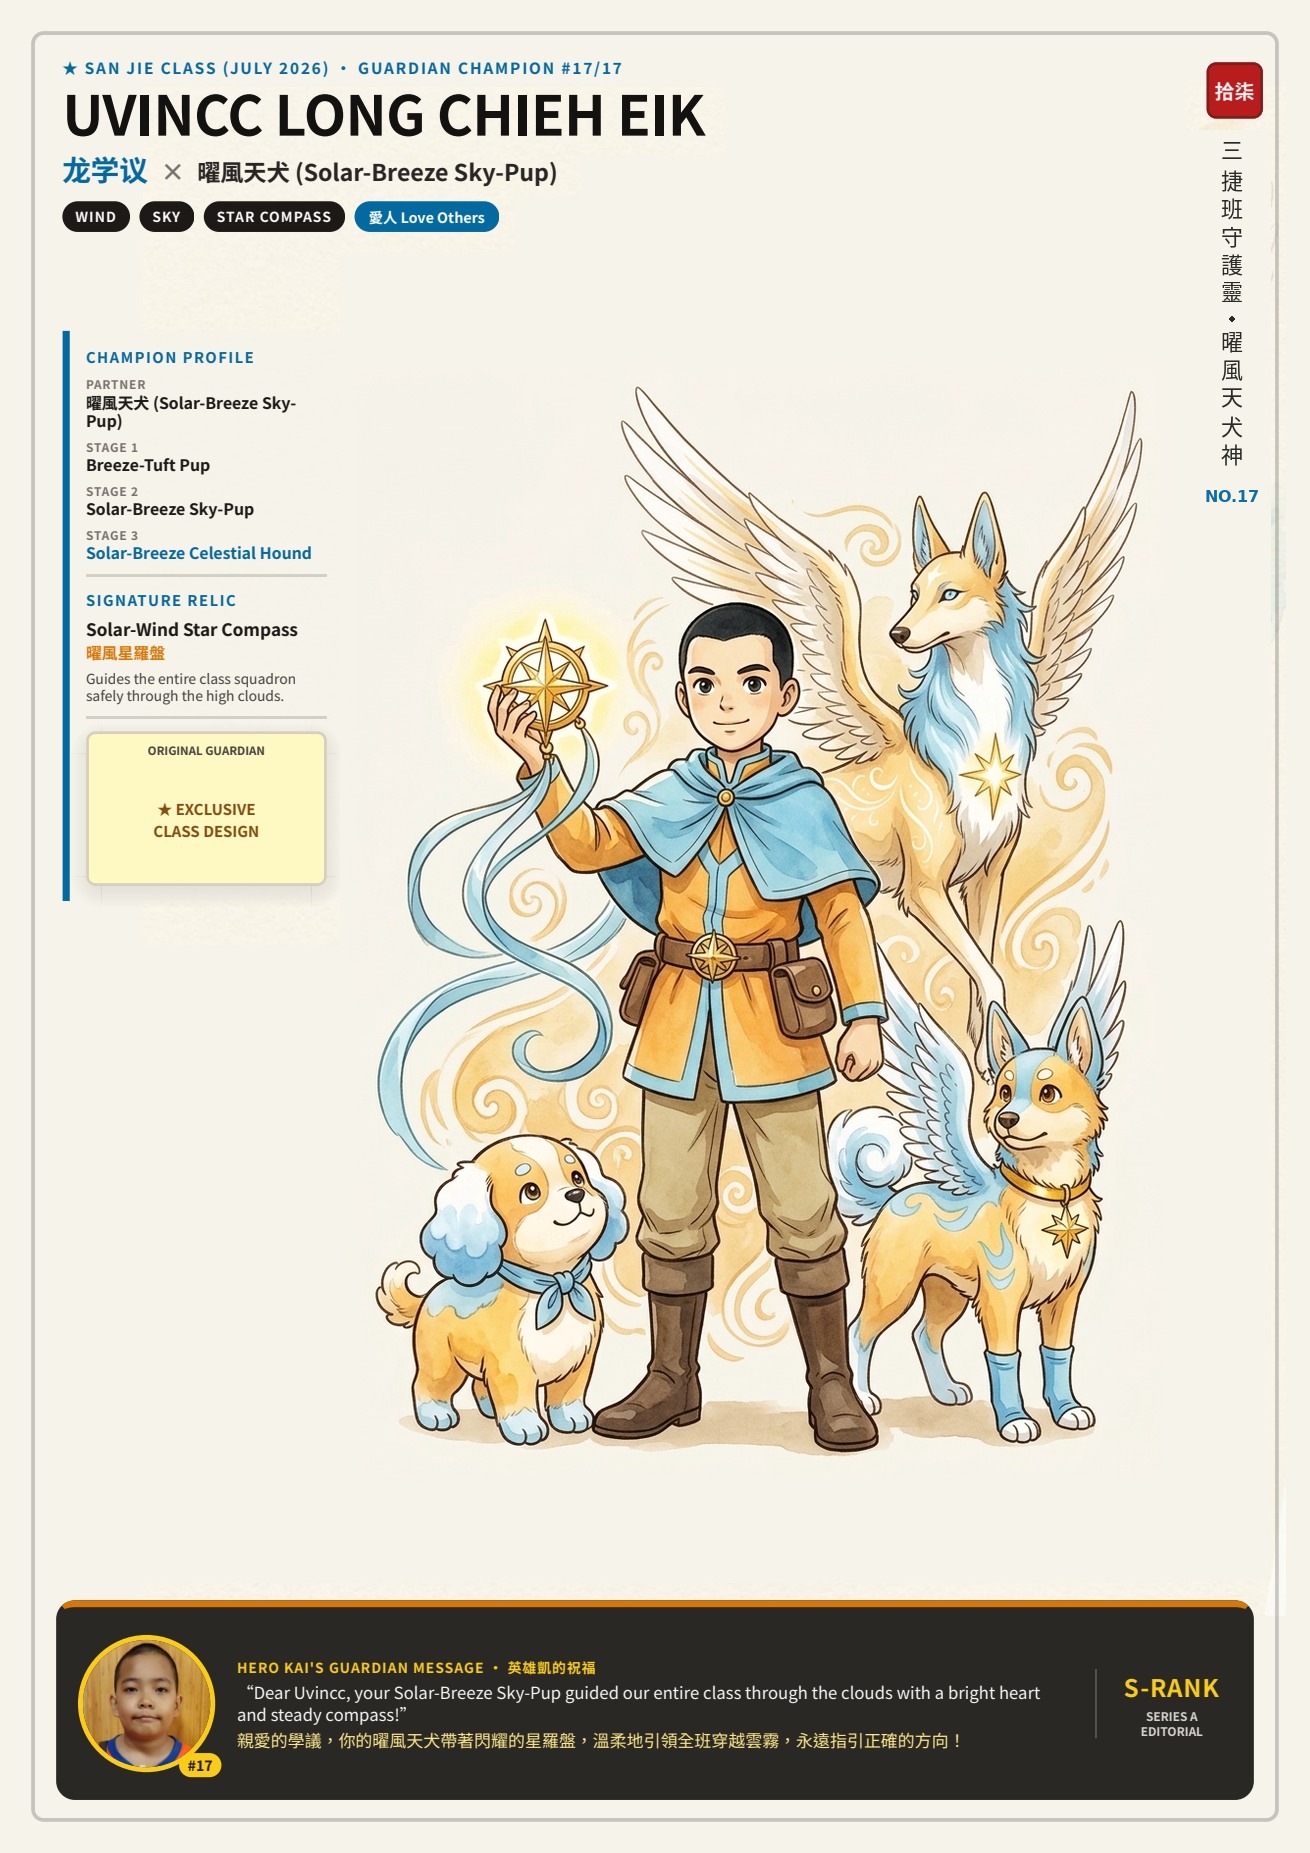 ★ SAN JIE CLASS (JULY 2026) • GUARDIAN CHAMPION #17/17
UVINCC LONG CHIEH EIK
龙学议 × 曜風天犬 (Solar-Breeze Sky-Pup)
WIND
SKY
STAR COMPASS
愛人 Love Others
拾柒
三捷班守護靈•曜風天犬神
NO.17
CHAMPION PROFILE
PARTNER
曜風天犬 (Solar-Breeze Sky-
Pup)
STAGE 1
Breeze-Tuft Pup
STAGE 2
Solar-Breeze Sky-Pup
STAGE 3
Solar-Breeze Celestial Hound
SIGNATURE RELIC
Solar-Wind Star Compass
曜風星羅盤
Guides the entire class squadron
safely through the high clouds.
ORIGINAL GUARDIAN
★ EXCLUSIVE
CLASS DESIGN
HERO KAI'S GUARDIAN MESSAGE • 英雄凱的祝福
“Dear Uvincc, your Solar-Breeze Sky-Pup guided our entire class through the clouds with a bright heart
and steady compass!”
親愛的學議，你的曜風天犬帶著閃耀的星羅盤，溫柔地引領全班穿越雲霧，永遠指引正確的方向！
#17
S-RANK
SERIES A
EDITORIAL